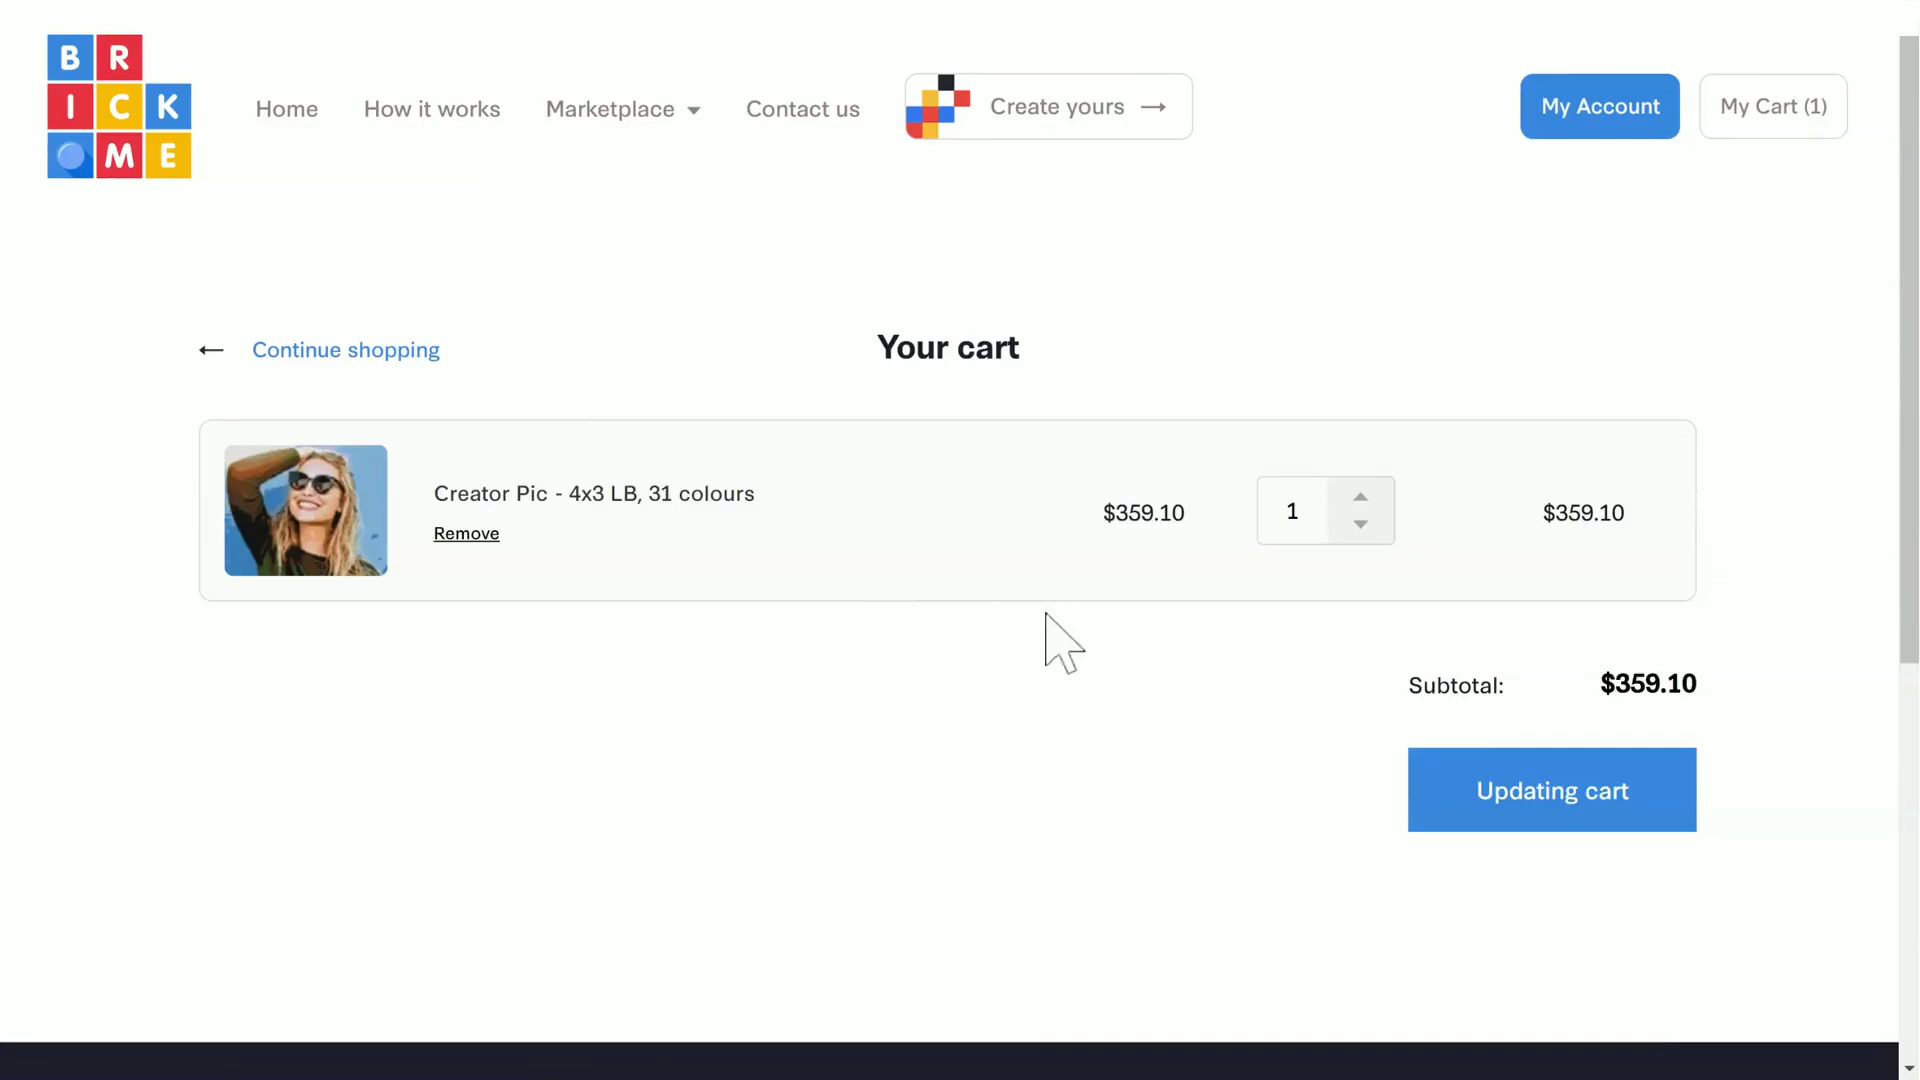 B R
I C K
M E
Home
How it works
Marketplace
Contact us
Create yours
My Account
My Cart (1)
Continue shopping
Your cart
Creator Pic - 4x3 LB, 31 colours
Remove
$359.10
1
$359.10
Subtotal:
$359.10
Updating cart